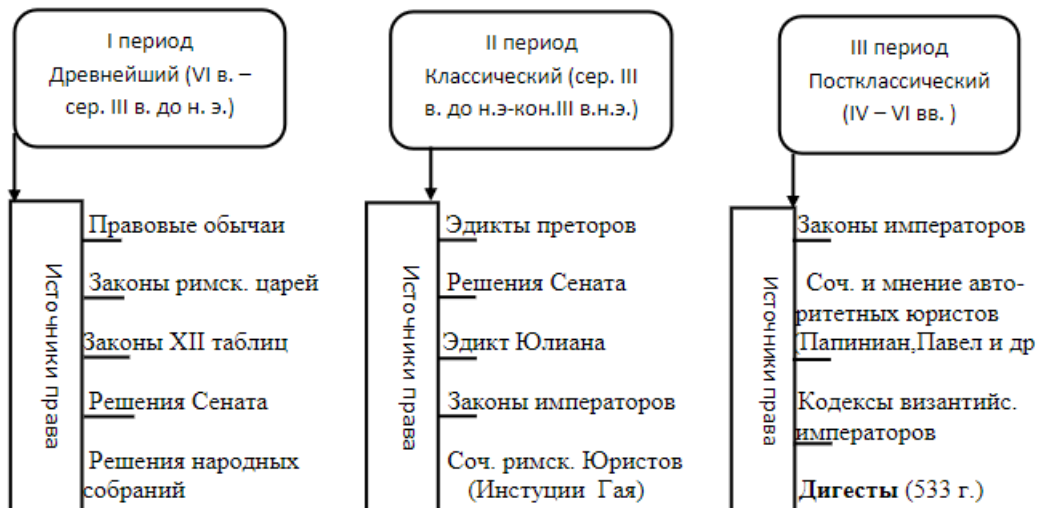 I период
Древнейший (VI в. –
сер. III в. до н. э.)
Источники права
Правовые обычаи
Законы римск. царей
Законы XII таблиц
Решения Сената
Решения народных
собраний
II период
Классический (сер. III
в. до н.э-кон.III в.н.э.)
Источники права
Эдикты преторов
Решения Сената
Эдикт Юлиана
Законы императоров
Соч. римск. Юристов
(Инстуции Гая)
III период
Постклассический
(IV – VI вв. )
Источники права
Законы императоров
Соч. и мнение авто-
ритетных юристов
(Папиниан,Павел и др
Кодексы византийс.
императоров
Дигесты (533 г.)